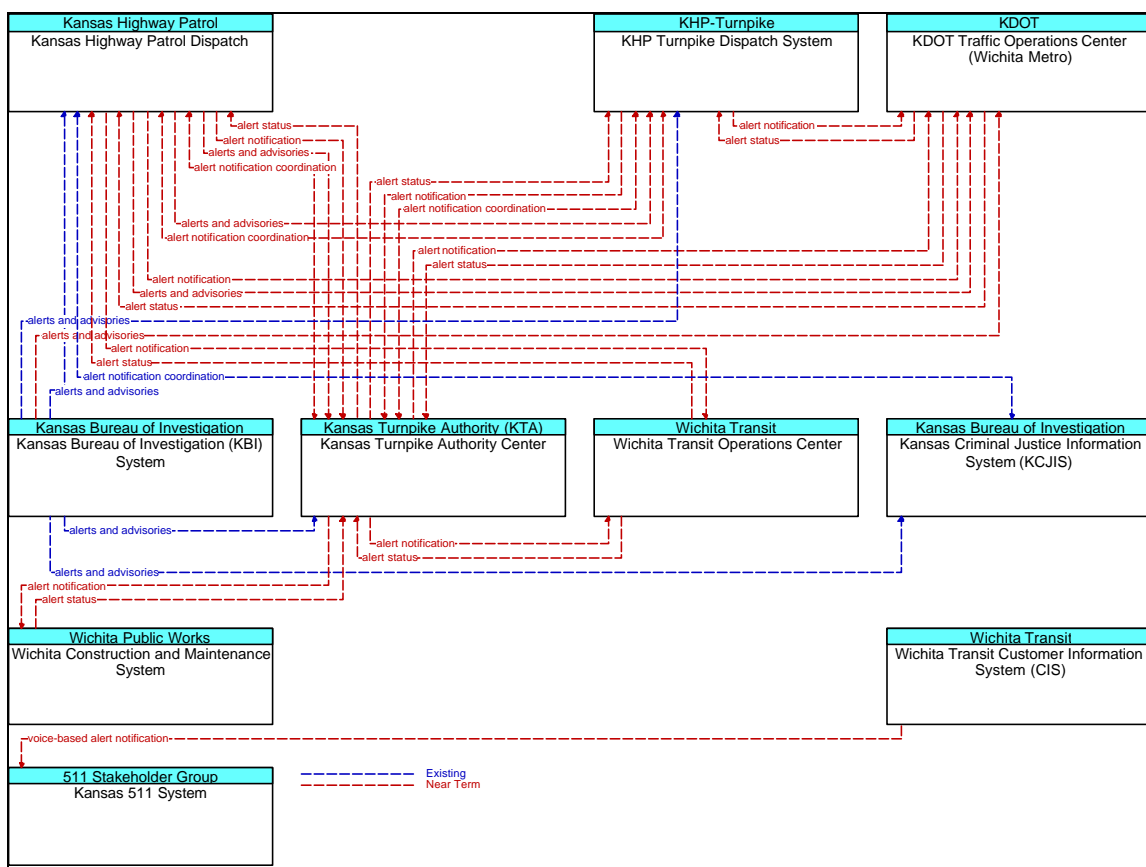 Kansas Highway Patrol
Kansas Highway Patrol Dispatch
KHP-Turnpike
KHP Turnpike Dispatch System
KDOT
KDOT Traffic Operations Center
(Wichita Metro)
alert status
alert notification
alerts and advisories
alert notification coordination
alert notification
alert status
alert status
alert notification
alert notification coordination
alerts and advisories
alert notification coordination
alert notification
alert status
alert notification
alerts and advisories
alert status
alerts and advisories
alerts and advisories
alert notification
alert status
alert notification coordination
alerts and advisories
Kansas Bureau of Investigation
Kansas Bureau of Investigation (KBI)
System
Kansas Turnpike Authority (KTA)
Kansas Turnpike Authority Center
Wichita Transit
Wichita Transit Operations Center
Kansas Bureau of Investigation
Kansas Criminal Justice Information
System (KCJIS)
alerts and advisories
alert notification
alert status
alerts and advisories
alert notification
alert status
Wichita Public Works
Wichita Construction and Maintenance
System
Wichita Transit
Wichita Transit Customer Information
System (CIS)
voice-based alert notification
511 Stakeholder Group
Kansas 511 System
Existing
Near Term